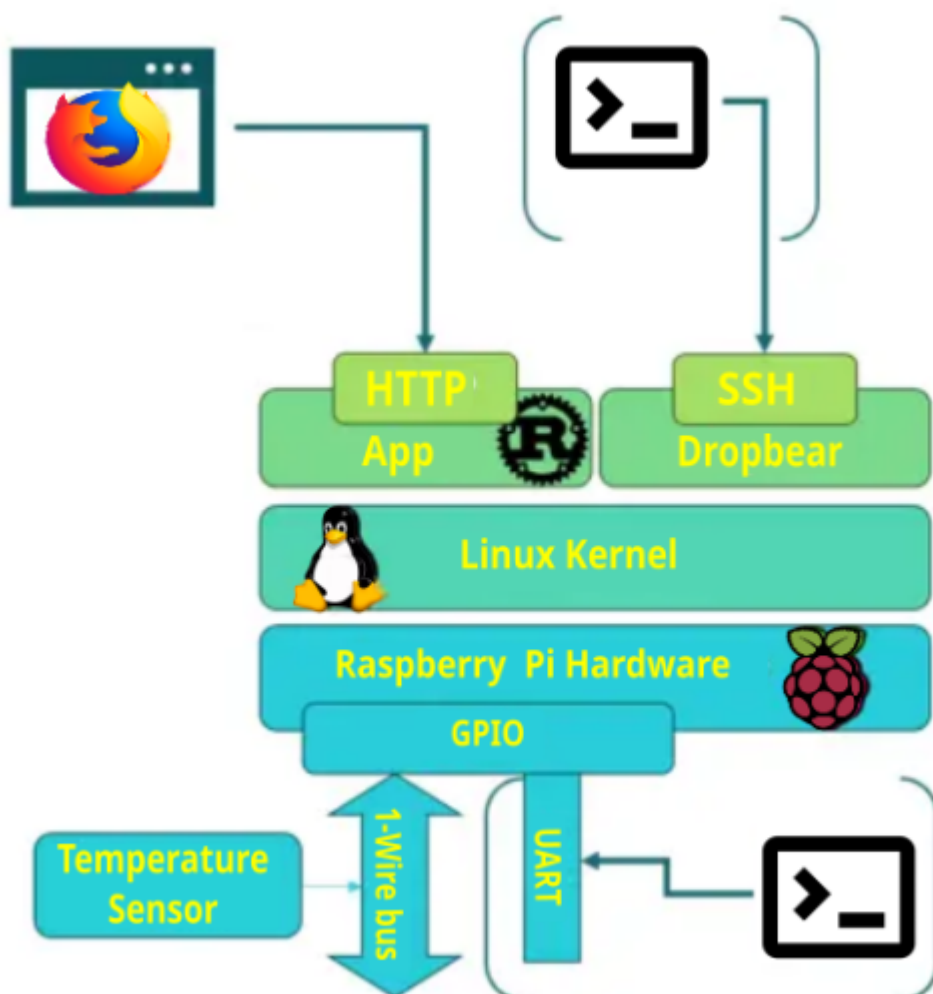 HTTP
SSH
App
Dropbear
Linux Kernel
Raspberry Pi Hardware
GPIO
1-Wire bus
UART
Temperature
Sensor